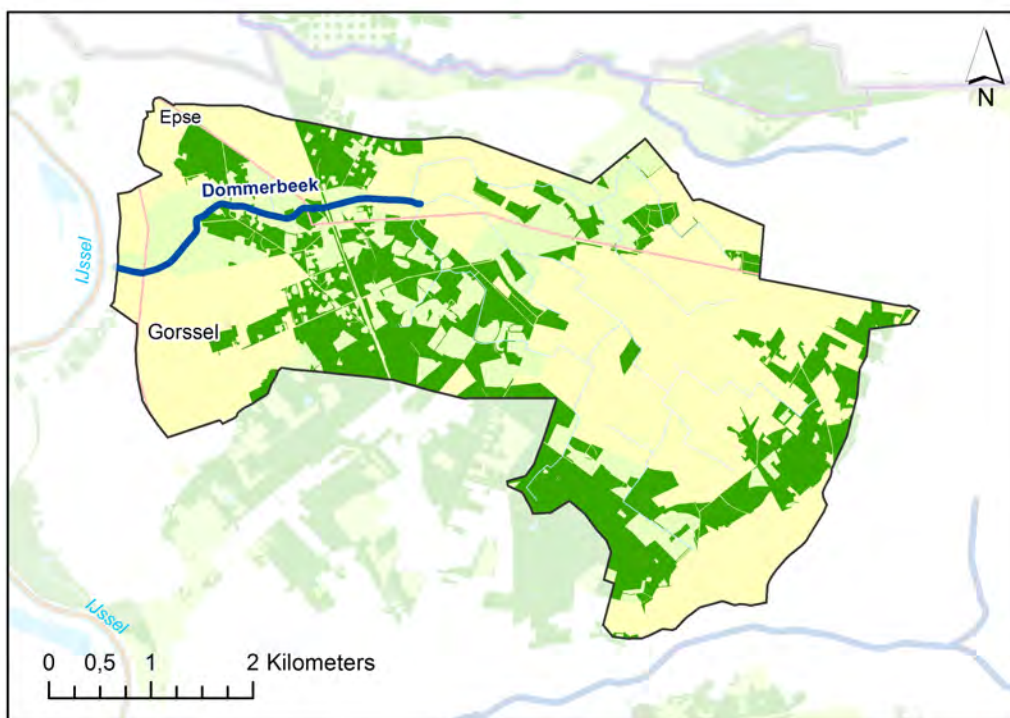 N
Epse
Dommerbeek
IJssel
Gorssel
IJssel
0 0,5 1 2 Kilometers